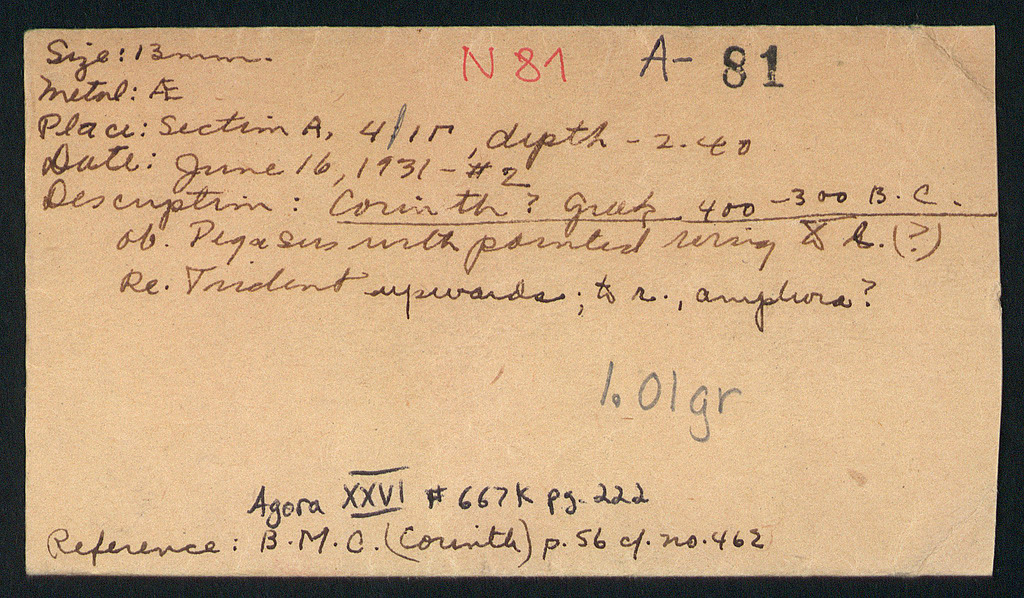 Size: 13mm.
N 81
A- 81
Metal: Æ
Place: Section A, 4/1Γ, depth - 2.40
Date: June 16, 1931 - #2
Description: Corinth? Greek 400-300 B.C.
ob. Pegasus with pointed wing to l. (?)
Re. Trident upwards; to r., amphora?
1.01gr
Agora XXVI # 667k pg. 222
Reference: B.M.C. (Corinth) p. 56 cf. no. 462